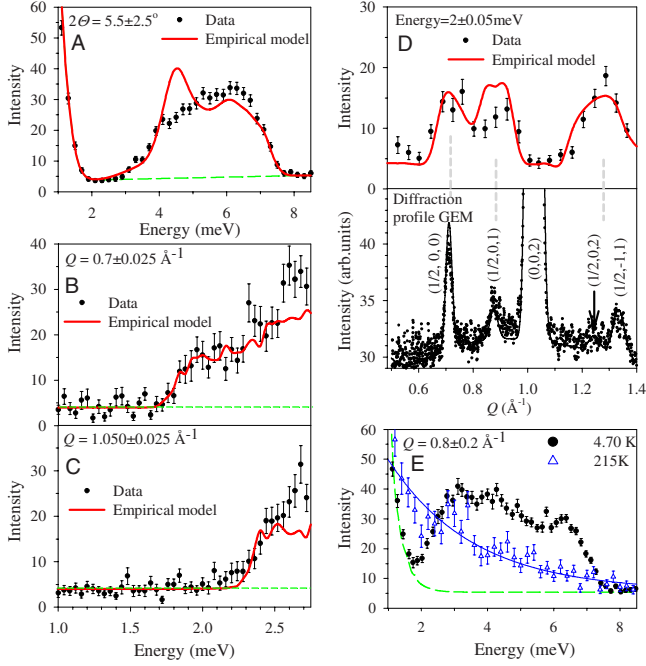 60
50
40
30
20
10
0
2Θ = 5.5±2.5°
A
Data
Empirical model
Intensity
2 4 6 8
Energy (meV)
40
30
20
10
0
Q = 0.7±0.025 Å-1
B
Data
Empirical model
Intensity
30
20
10
0
Q = 1.050±0.025 Å-1
C
Data
Empirical model
Intensity
1.0 1.5 2.0 2.5
Energy (meV)
30
20
10
0
Energy=2±0.05meV
D
Data
Empirical model
Intensity
45
40
35
30
Diffraction
profile GEM
(1/2, 0, 0)
(1/2,0,1)
(0,0,2)
(1/2,0,2)
(1/2,-1,1)
Intensity (arb.units)
0.6 0.8 1.0 1.2 1.4
Q (Å-1)
60
50
40
30
20
10
0
Q = 0.8±0.2 Å-1
E
4.70 K
215K
Intensity
2 4 6 8
Energy (meV)